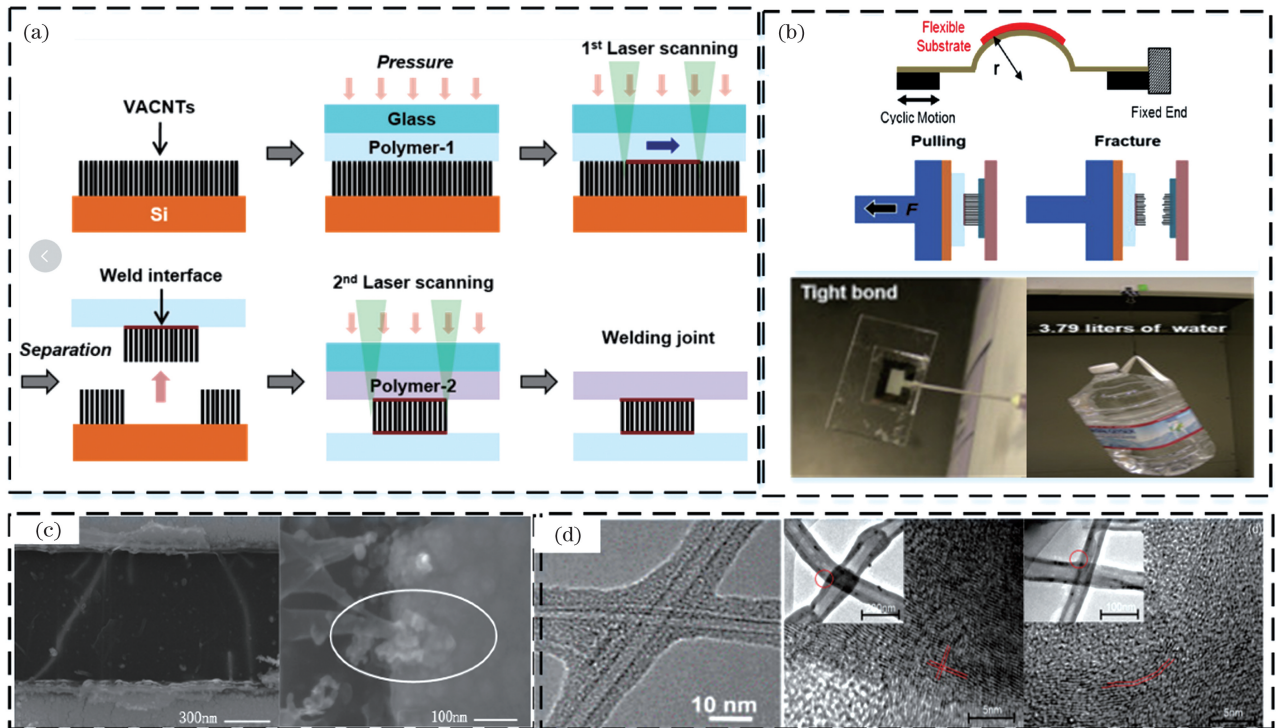 (a)
VACNTs
Si
Pressure
Glass
Polymer-1
1st Laser scanning
Weld interface
Separation
2nd Laser scanning
Polymer-2
Welding joint
(b)
Flexible
Substrate
r
Cyclic Motion
Fixed End
Pulling
F
Fracture
Tight bond
3.79 liters of water
(c)
300nm
100nm
(d)
10 nm
5nm
100nm
5nm